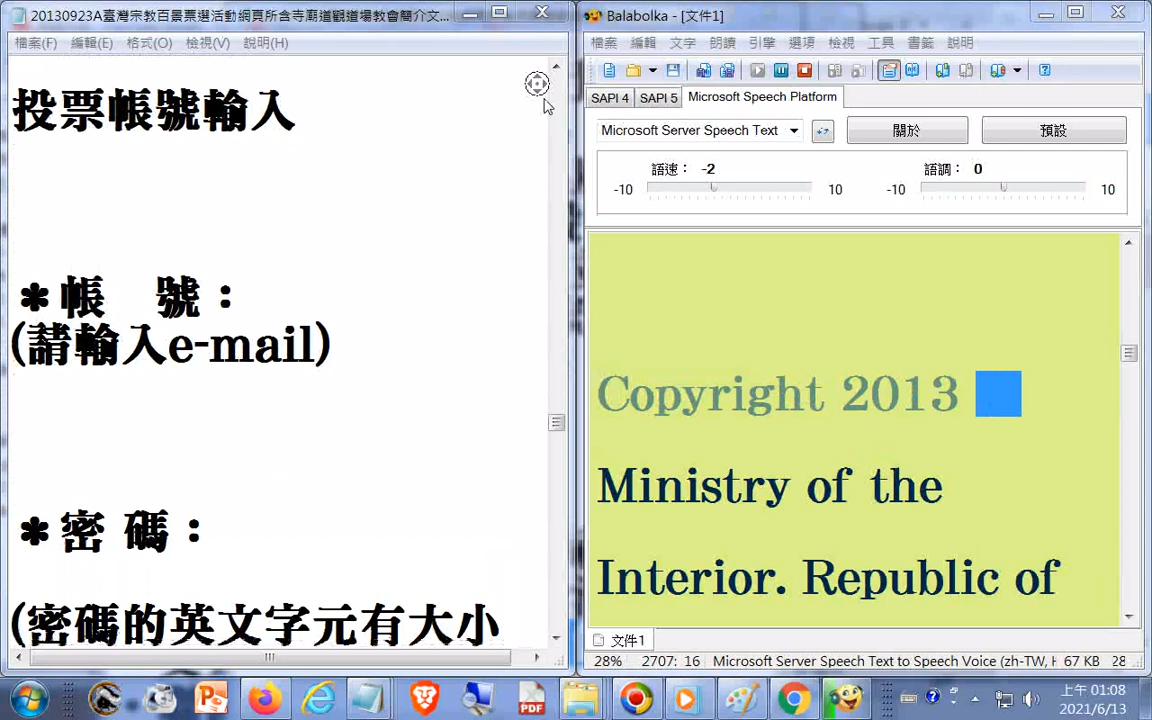 20130923A臺灣宗教百景票選活動網頁所含寺廟道觀道場教會簡介文...
檔案(F) 編輯(E) 格式(O) 檢視(V) 說明(H)
投票帳號輸入
＊帳　號：
(請輸入e-mail)
＊密 碼：
(密碼的英文字元有大小
Balabolka - [文件1]
檔案 編輯 文字 朗讀 引擎 選項 檢視 工具 書籤 說明
SAPI 4 SAPI 5 Microsoft Speech Platform
Microsoft Server Speech Text 關於 預設
語速： -2 語調： 0
-10 10 -10 10
Copyright 2013
Ministry of the
Interior. Republic of
文件1
28% 2707: 16 Microsoft Server Speech Text to Speech Voice (zh-TW, H 67 KB 28
PDF
上午 01:08
2021/6/13